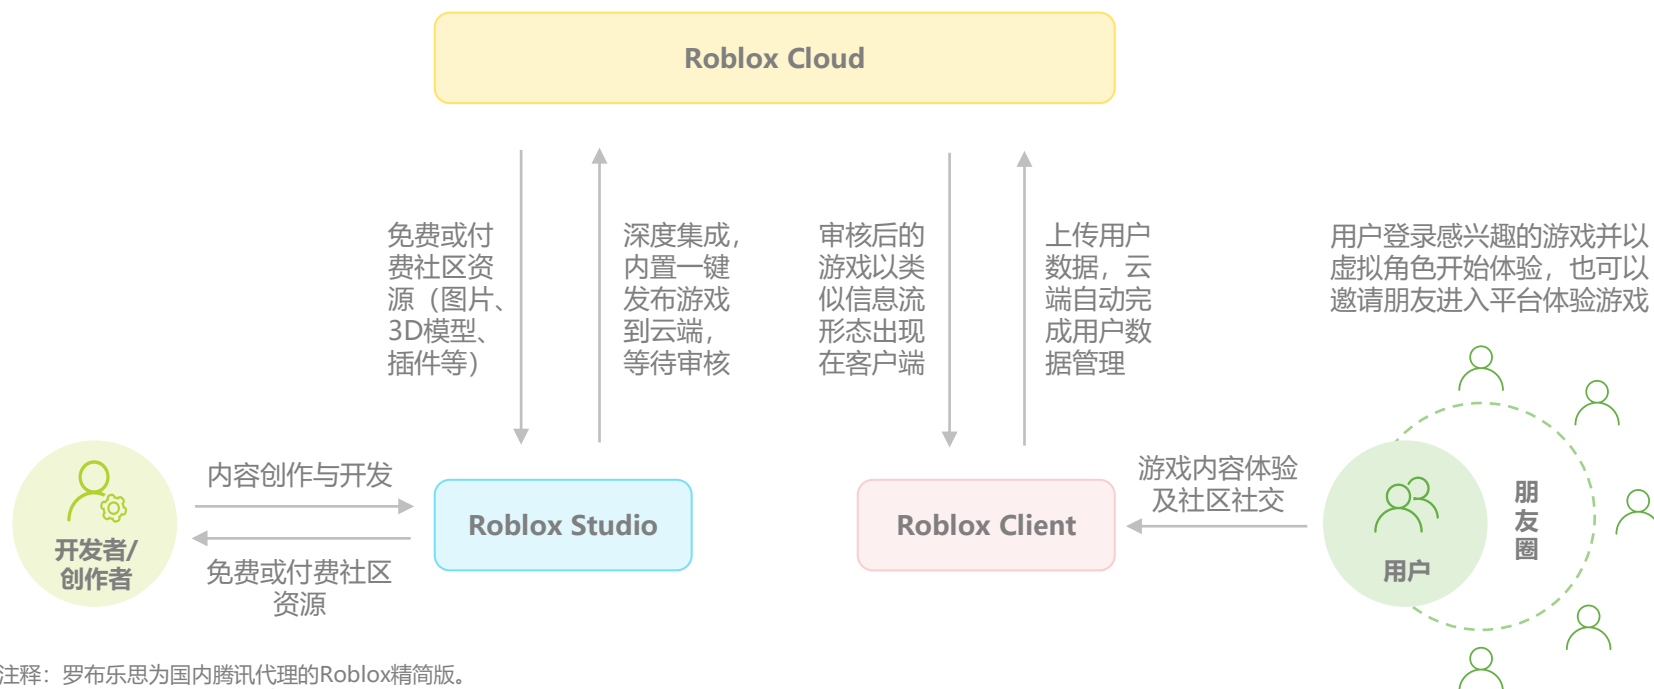 Roblox Cloud
免费或付
费社区资
源（图片、
3D模型、
插件等）
深度集成，
内置一键
发布游戏
到云端，
等待审核
审核后的
游戏以类
似信息流
形态出现
在客户端
上传用户
数据，云
端自动完
成用户数
据管理
用户登录感兴趣的游戏并以
虚拟角色开始体验，也可以
邀请朋友进入平台体验游戏
开发者/
创作者
内容创作与开发
免费或付费社区
资源
Roblox Studio
Roblox Client
游戏内容体验
及社区社交
用户
朋
友
圈
注释：罗布乐思为国内腾讯代理的Roblox精简版。